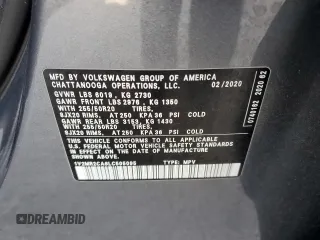 MFD BY VOLKSWAGEN GROUP OF AMERICA
CHATTANOOGA OPERATIONS, LLC. 02/2020
GVWR LBS 6019 , KG 2730
GAWR FRONT LBS 2976 , KG 1350
WITH 255/50R20 TIRES,
8JX20 RIMS, AT 250 KPA 36 PSI COLD
GAWR REAR LBS 3153, KG 1430
WITH 255/50R20 TIRES,
8JX20 RIMS, AT 250 KPA 36 PSI COLD
THIS VEHICLE CONFORMS TO ALL APPLICABLE
U.S. FEDERAL MOTOR VEHICLE SAFETY STANDARDS IN EFFECT
ON THE DATE OF MANUFACTURE SHOWN ABOVE.
TYPE: MPV
DREAMBID